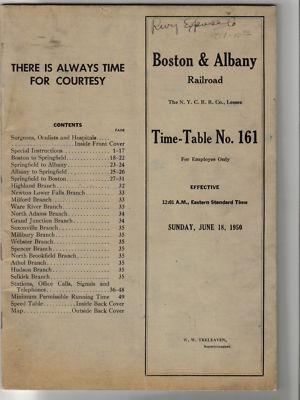 THERE IS ALWAYS TIME
FOR COURTESY
CONTENTS
PAGE
Surgeons, Oculists and Hospitals....
Inside Front Cover
Special Instructions 1-17
Boston to Springfield 18-22
Springfield to Albany 23-24
Albany to Springfield 25-26
Springfield to Boston 27-31
Highland Branch 32
Newton Lower Falls Branch 33
Milford Branch 33
Ware River Branch 33
North Adams Branch 34
Grand Junction Branch 34
Saxonville Branch 35
Millbury Branch 35
Webster Branch 35
Spencer Branch 35
North Brookfield Branch 35
Athol Branch 35
Hudson Branch 35
Selkirk Branch 35
Stations, Office Calls, Signals and
Telephones 36-48
Minimum Permissible Running Time 49
Speed Table Inside Back Cover
Map Outside Back Cover
Boston & Albany
Railroad
The N. Y. C. R. R. Co., Lessee
Time-Table No. 161
For Employes Only
EFFECTIVE
12:01 A.M., Eastern Standard Time
SUNDAY, JUNE 18, 1950
W. W. TRELEAVEN,
Superintendent